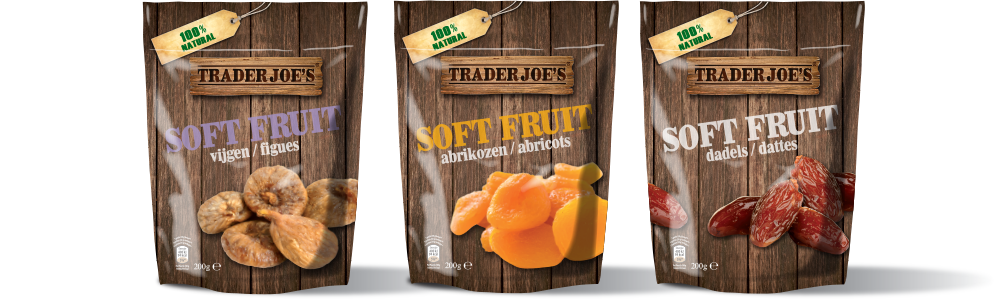 100%
NATURAL
TRADER JOE'S
SOFT FRUIT
vijgen / figues
200g ℮
100%
NATURAL
TRADER JOE'S
SOFT FRUIT
abrikozen / abricots
200g ℮
100%
NATURAL
TRADER JOE'S
SOFT FRUIT
dadels / dattes
200g ℮